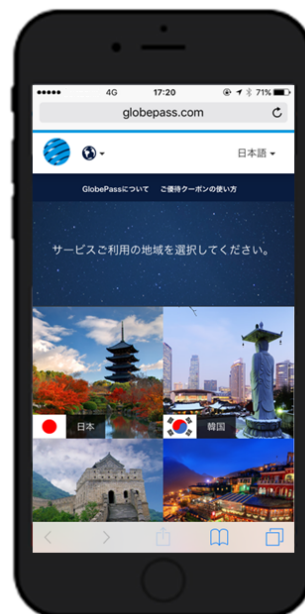 4G 17:20 71%
globepass.com
日本語
GlobePassについて ご優待クーポンの使い方
サービスご利用の地域を選択してください。
日本 韓国